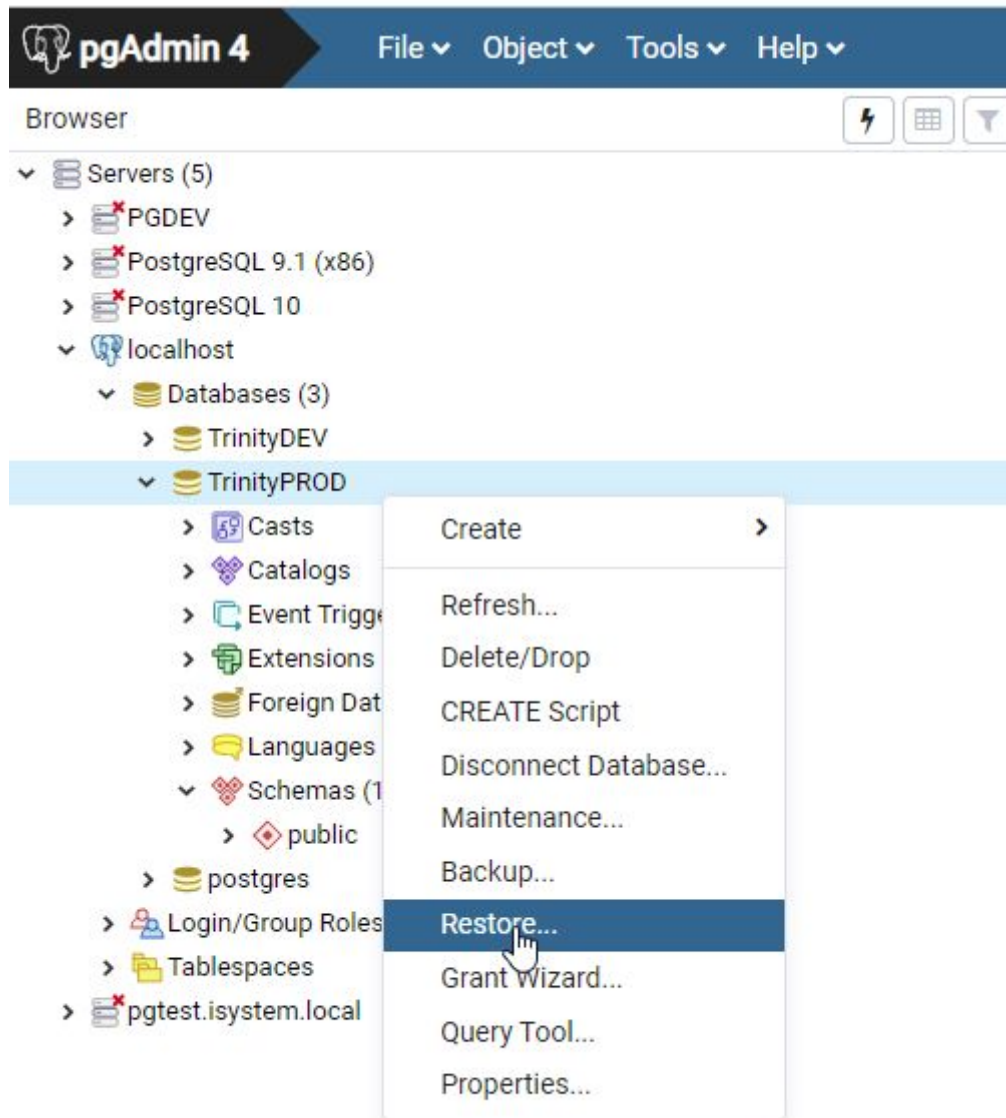 pgAdmin 4 File Object Tools Help
Browser
Servers (5)
PGDEV
PostgreSQL 9.1 (x86)
PostgreSQL 10
localhost
Databases (3)
TrinityDEV
TrinityPROD
Casts
Catalogs
Event Trigge
Extensions
Foreign Dat
Languages
Schemas (1
public
postgres
Login/Group Roles
Tablespaces
pgtest.isystem.local
Create
Refresh...
Delete/Drop
CREATE Script
Disconnect Database...
Maintenance...
Backup...
Restore...
Grant Wizard...
Query Tool...
Properties...